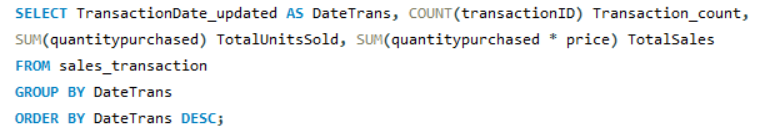 SELECT TransactionDate_updated AS DateTrans, COUNT(transactionID) Transaction_count,
SUM(quantitypurchased) TotalUnitsSold, SUM(quantitypurchased * price) TotalSales
FROM sales_transaction
GROUP BY DateTrans
ORDER BY DateTrans DESC;